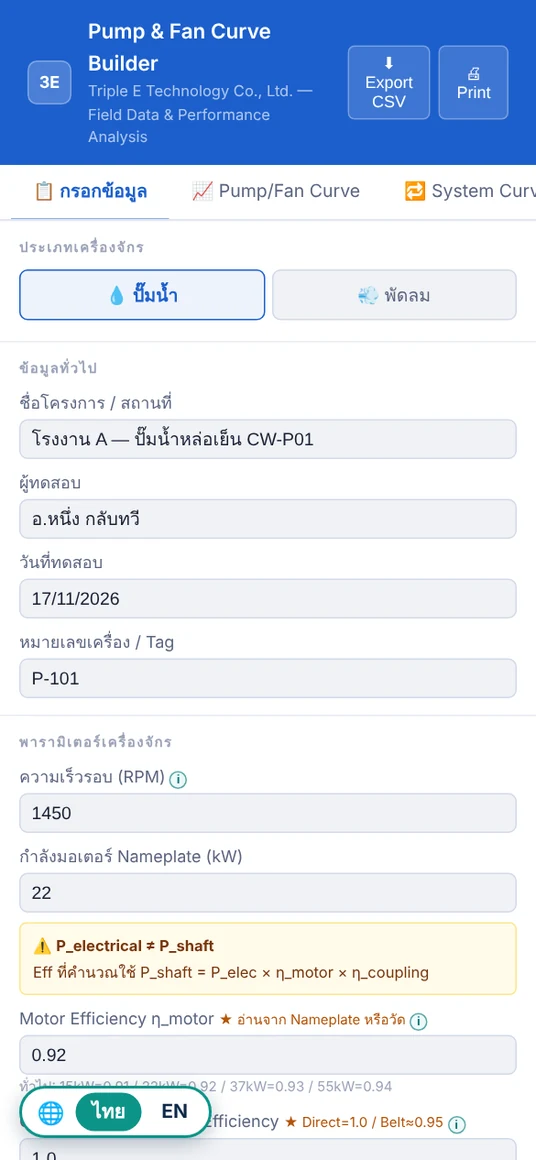 3E
Pump & Fan Curve
Builder
Triple E Technology Co., Ltd. —
Field Data & Performance
Analysis
⬇
Export
CSV
🖨
Print
📋 กรอกข้อมูล
📈 Pump/Fan Curve
🔁 System Curv
ประเภทเครื่องจักร
💧 ปั๊มน้ำ
💨 พัดลม
ข้อมูลทั่วไป
ชื่อโครงการ / สถานที่
โรงงาน A — ปั๊มน้ำหล่อเย็น CW-P01
ผู้ทดสอบ
อ.หนึ่ง กลับทวี
วันที่ทดสอบ
17/11/2026
หมายเลขเครื่อง / Tag
P-101
พารามิเตอร์เครื่องจักร
ความเร็วรอบ (RPM) ⓘ
1450
กำลังมอเตอร์ Nameplate (kW)
22
⚠️ P_electrical ≠ P_shaft
Eff ที่คำนวณใช้ P_shaft = P_elec × η_motor × η_coupling
Motor Efficiency η_motor ★ อ่านจาก Nameplate หรือวัด ⓘ
0.92
ทั่วไป: 15kW=0.91 / 22kW=0.92 / 37kW=0.93 / 55kW=0.94
🌐 ไทย EN
Efficiency ★ Direct=1.0 / Belt≈0.95 ⓘ
1.0